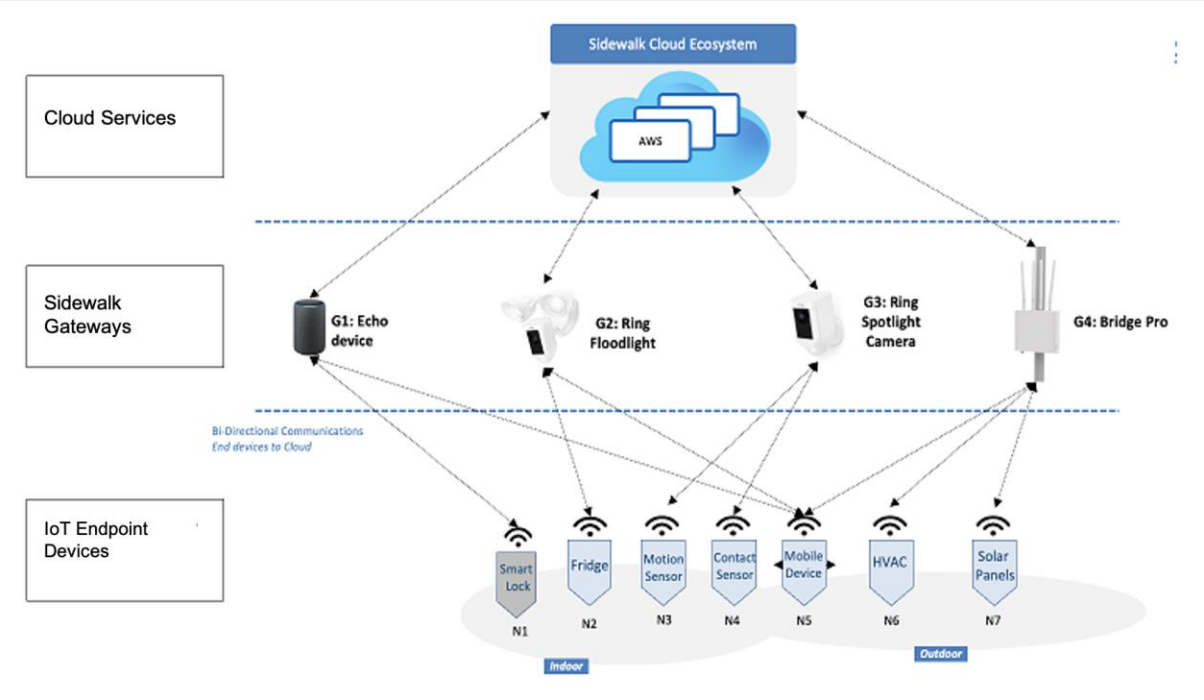 Sidewalk Cloud Ecosystem
Cloud Services
AWS
Sidewalk
Gateways
G1: Echo
device
G2: Ring
Floodlight
G3: Ring
Spotlight
Camera
G4: Bridge Pro
Bi-Directional Communications
End devices to Cloud
IoT Endpoint
Devices
Smart
Lock
Fridge
Motion
Sensor
Contact
Sensor
Mobile
Device
HVAC
Solar
Panels
N1
N2
N3
N4
N5
N6
N7
Indoor
Outdoor